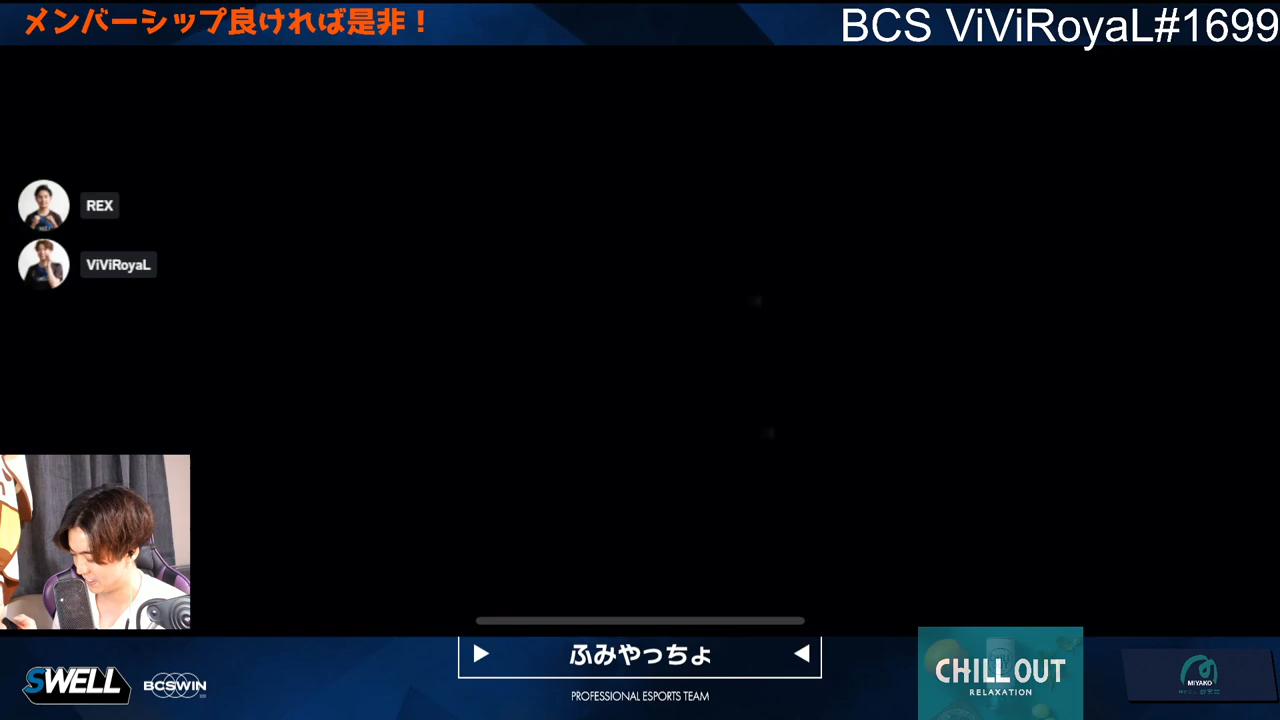 メンバーシップ良ければ是非！
BCS ViViRoyaL#1699
REX
ViViRoyaL
ふみやっちょ
PROFESSIONAL ESPORTS TEAM
SWELL
BCSWIN
CHILL OUT
RELAXATION
MIYAKO